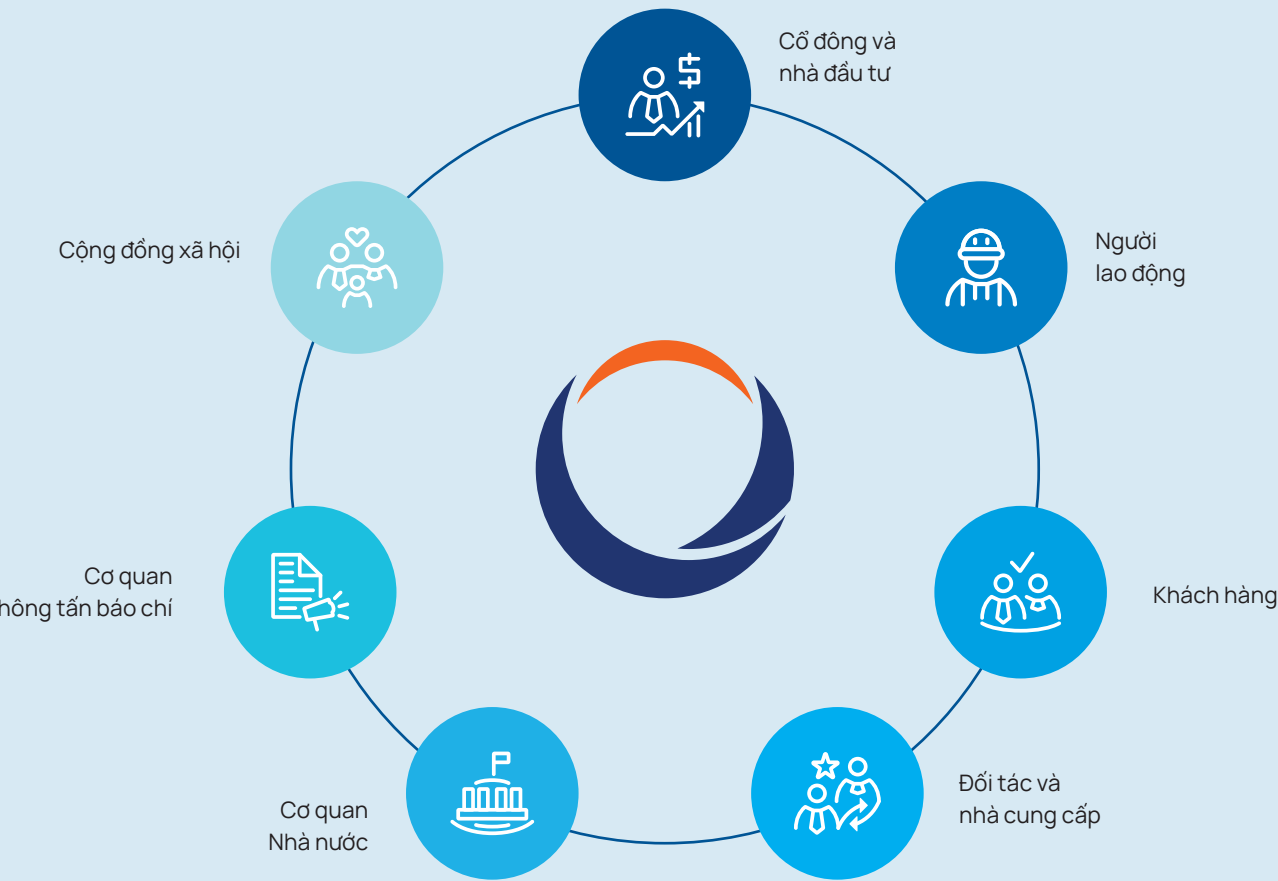 Cổ đông và
nhà đầu tư
Người
lao động
Khách hàng
Đối tác và
nhà cung cấp
Cơ quan
Nhà nước
Cơ quan
hông tấn báo chí
Cộng đồng xã hội